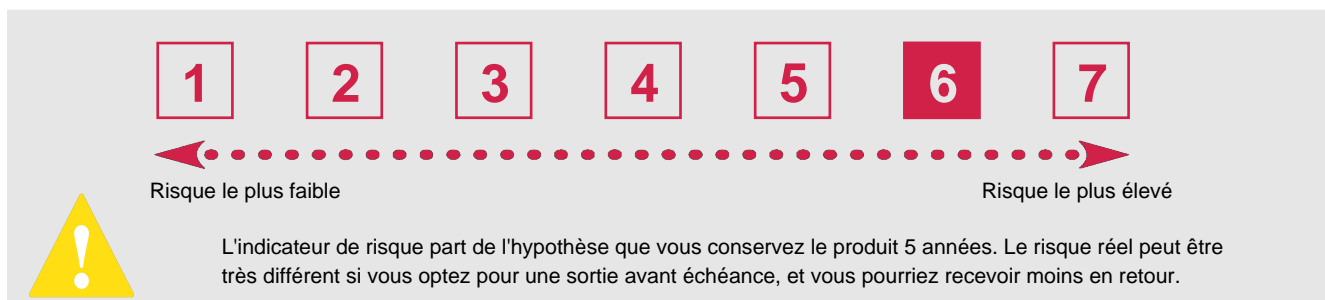 1 2 3 4 5 6 7
Risque le plus faible Risque le plus élevé
!
L'indicateur de risque part de l'hypothèse que vous conservez le produit 5 années. Le risque réel peut être
très différent si vous optez pour une sortie avant échéance, et vous pourriez recevoir moins en retour.